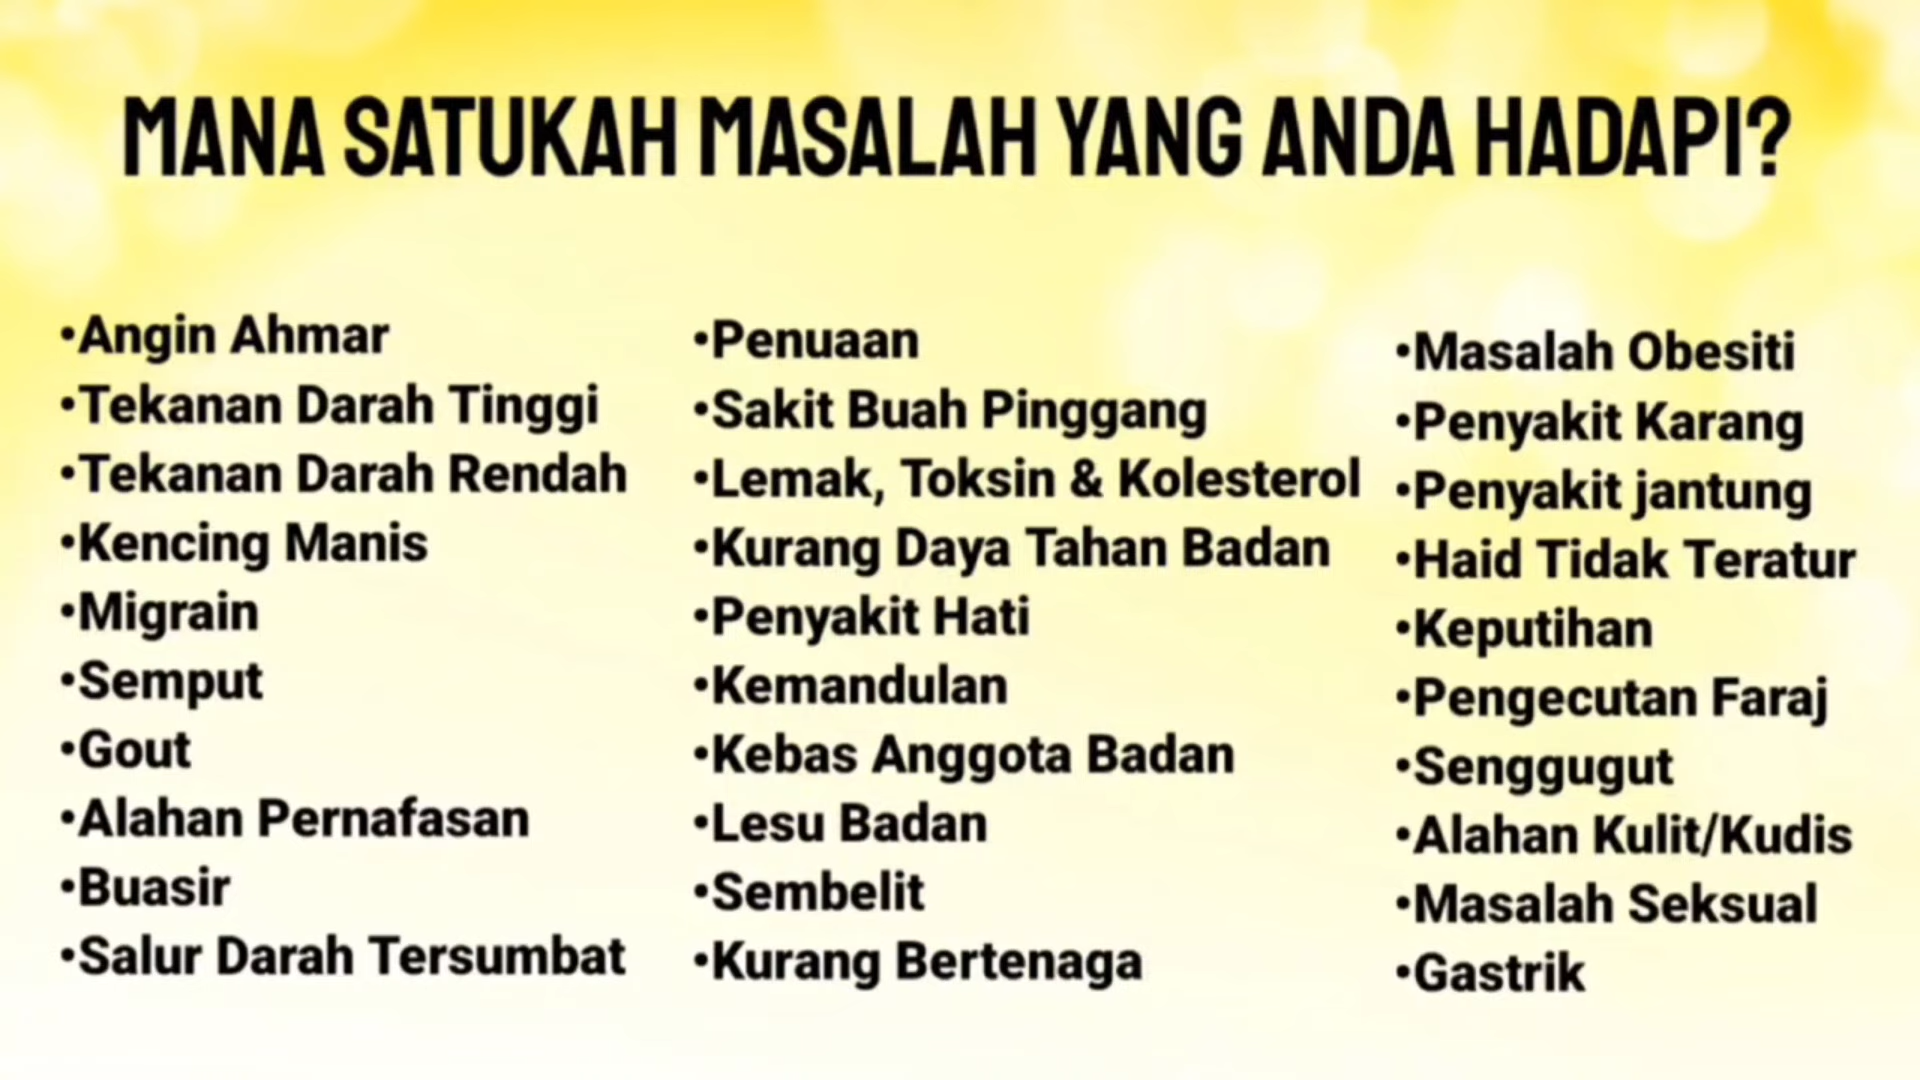 MANA SATUKAH MASALAH YANG ANDA HADAPI?
•Angin Ahmar
•Tekanan Darah Tinggi
•Tekanan Darah Rendah
•Kencing Manis
•Migrain
•Semput
•Gout
•Alahan Pernafasan
•Buasir
•Salur Darah Tersumbat
•Penuaan
•Sakit Buah Pinggang
•Lemak, Toksin & Kolesterol
•Kurang Daya Tahan Badan
•Penyakit Hati
•Kemandulan
•Kebas Anggota Badan
•Lesu Badan
•Sembelit
•Kurang Bertenaga
•Masalah Obesiti
•Penyakit Karang
•Penyakit jantung
•Haid Tidak Teratur
•Keputihan
•Pengecutan Faraj
•Senggugut
•Alahan Kulit/Kudis
•Masalah Seksual
•Gastrik